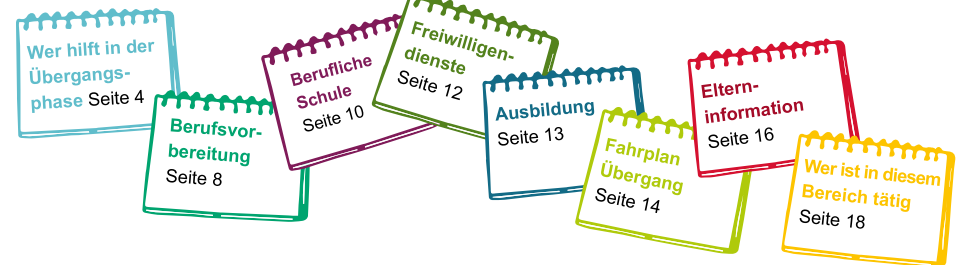 Wer hilft in der
Übergangs-
phase Seite 4
Berufsvor-
bereitung
Seite 8
Berufliche
Schule
Seite 10
Freiwilligen-
dienste
Seite 12
Ausbildung
Seite 13
Fahrplan
Übergang
Seite 14
Eltern-
information
Seite 16
Wer ist in diesem
Bereich tätig
Seite 18